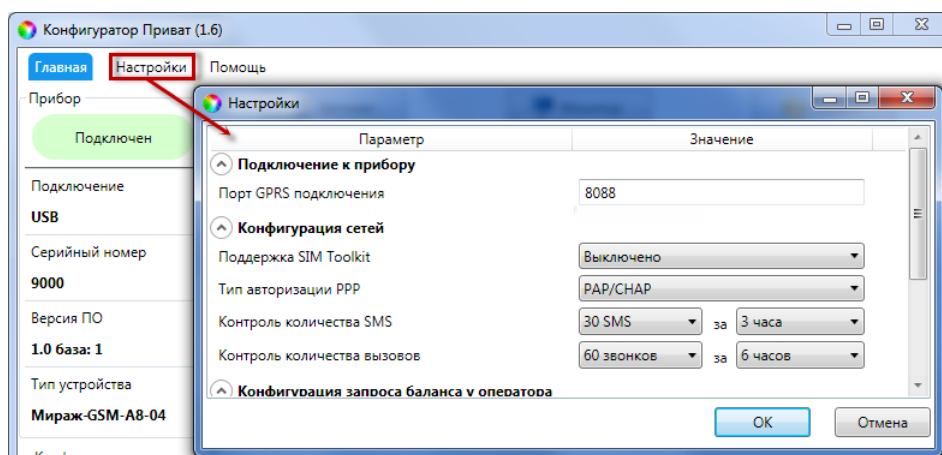 Конфигуратор Приват (1.6)
Главная Настройки Помощь
Прибор
Подключен
Подключение
USB
Серийный номер
9000
Версия ПО
1.0 база: 1
Тип устройства
Мираж-GSM-A8-04
Настройки
Параметр Значение
Подключение к прибору
Порт GPRS подключения 8088
Конфигурация сетей
Поддержка SIM Toolkit Выключено
Тип авторизации PPP PAP/CHAP
Контроль количества SMS 30 SMS за 3 часа
Контроль количества вызовов 60 звонков за 6 часов
Конфигурация запроса баланса у оператора
OK Отмена